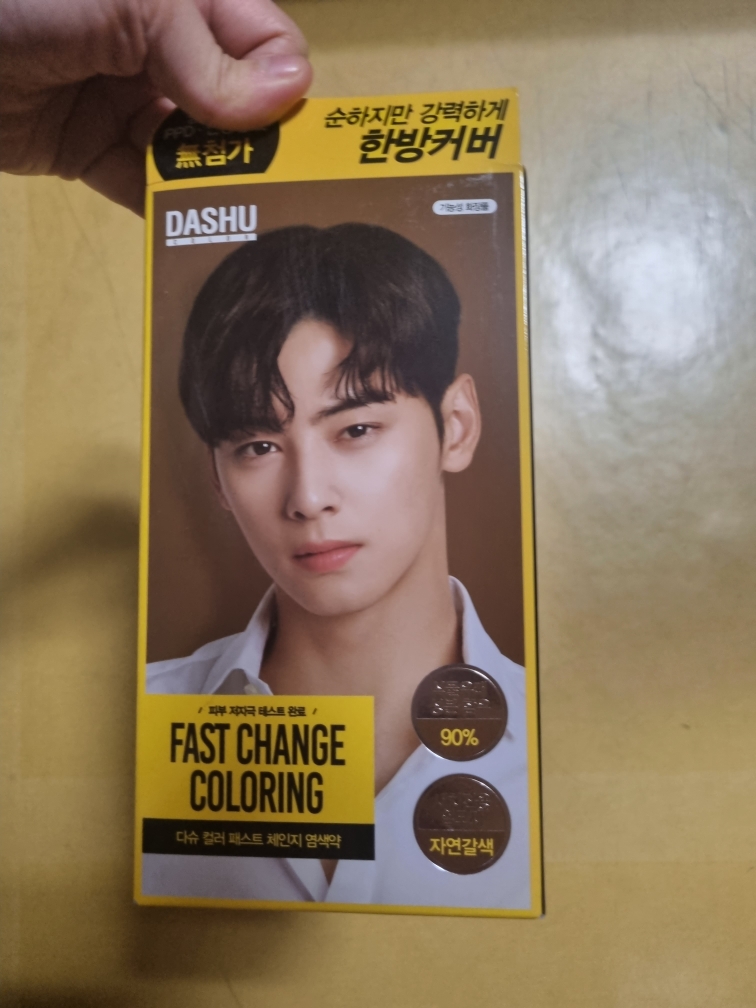 無첨가
순하지만 강력하게
한방커버
DASHU
기능성 화장품
피부 저자극 테스트 완료
FAST CHANGE
COLORING
다슈 컬러 패스트 체인지 염색약
90%
자연갈색